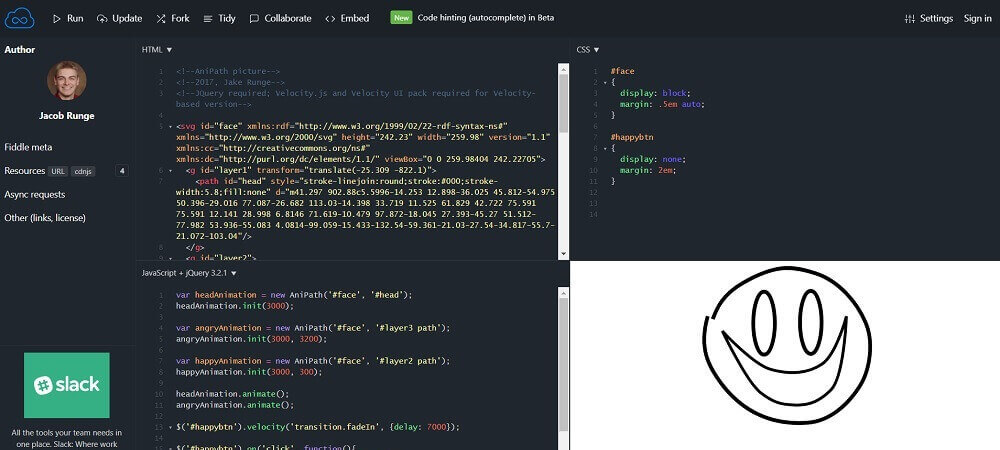 Run Update Fork Tidy Collaborate Embed New Code hinting (autocomplete) in Beta Settings Sign in
Author
Jacob Runge
Fiddle meta
Resources URL cdnjs 4
Async requests
Other (links, license)
slack
All the tools your team needs in
one place. Slack: Where work
HTML
1 <!--AniPath picture-->
2 <!--2017, Jake Runge-->
3 <!--JQuery required; Velocity.js and Velocity UI pack required for Velocity-
based version-->
4
5 <svg id="face" xmlns:rdf="http://www.w3.org/1999/02/22-rdf-syntax-ns#"
xmlns="http://www.w3.org/2000/svg" height="242.23" width="259.98" version="1.1"
xmlns:cc="http://creativecommons.org/ns#"
xmlns:dc="http://purl.org/dc/elements/1.1/" viewBox="0 0 259.98404 242.22705">
6 <g id="layer1" transform="translate(-25.309 -822.1)">
7 <path id="head" style="stroke-linejoin:round;stroke:#000;stroke-
width:5.8;fill:none" d="m41.297 902.88c5.5996-14.253 12.898-36.025 45.812-54.975
50.396-29.016 77.087-26.682 113.03-14.398 33.719 11.525 61.829 42.722 75.591
75.591 12.141 28.998 6.8146 71.619-10.479 97.872-18.045 27.393-45.27 51.512-
77.982 53.936-55.083 4.0814-99.059-15.433-132.54-59.361-21.03-27.54-34.817-55.7-
21.072-103.04"/>
8 </g>
9 <g id="layer2">
CSS
1 #face
2 {
3 display: block;
4 margin: .5em auto;
5 }
6
7 #happybtn
8 {
9 display: none;
10 margin: 2em;
11 }
12
13
14
JavaScript + jQuery 3.2.1
1 var headAnimation = new AniPath('#face', '#head');
2 headAnimation.init(3000);
3
4 var angryAnimation = new AniPath('#face', '#layer3 path');
5 angryAnimation.init(3000, 3200);
6
7 var happyAnimation = new AniPath('#face', '#layer2 path');
8 happyAnimation.init(3000, 300);
9
10 headAnimation.animate();
11 angryAnimation.animate();
12
13 $('#happybtn').velocity('transition.fadeIn', {delay: 7000});
14
15 $('#happybtn').on('click', function(){